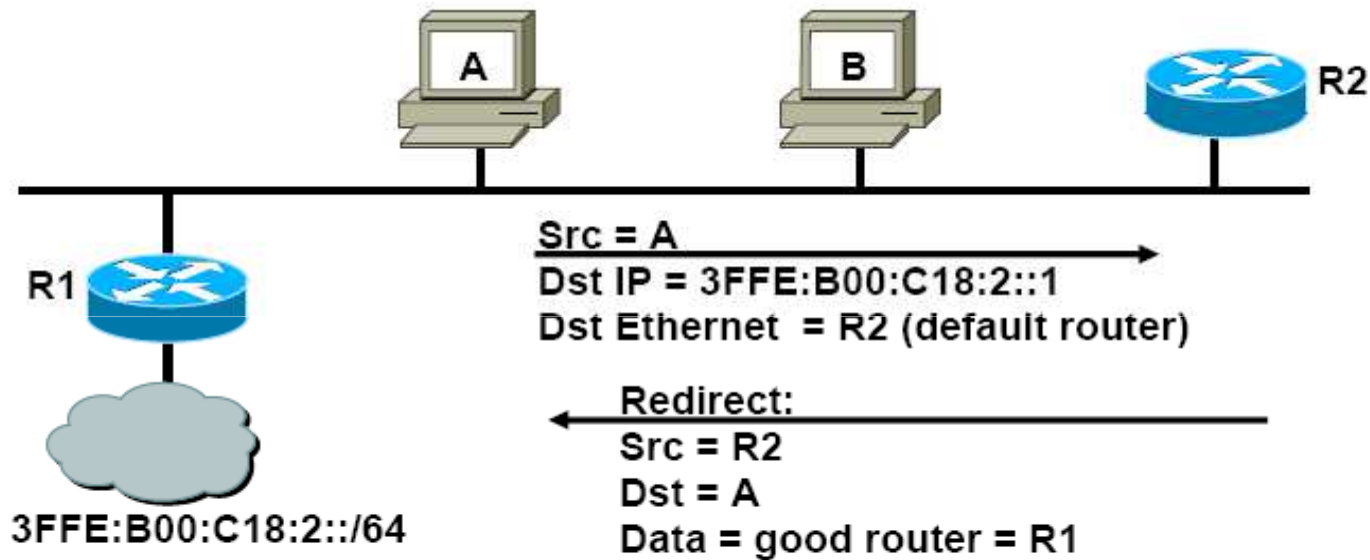 A
B
R2
R1
Src = A
Dst IP = 3FFE:B00:C18:2::1
Dst Ethernet = R2 (default router)
Redirect:
Src = R2
Dst = A
Data = good router = R1
3FFE:B00:C18:2::/64